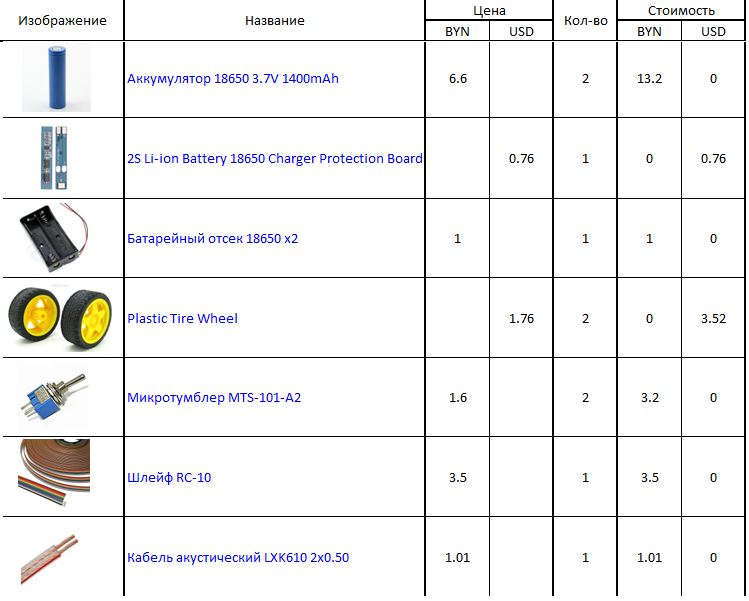 Изображение Название Цена Кол-во Стоимость
BYN USD BYN USD
Аккумулятор 18650 3.7V 1400mAh 6.6 2 13.2 0
2S Li-ion Battery 18650 Charger Protection Board 0.76 1 0 0.76
Батарейный отсек 18650 x2 1 1 1 0
Plastic Tire Wheel 1.76 2 0 3.52
Микротумблер MTS-101-A2 1.6 2 3.2 0
Шлейф RC-10 3.5 1 3.5 0
Кабель акустический LXK610 2x0.50 1.01 1 1.01 0